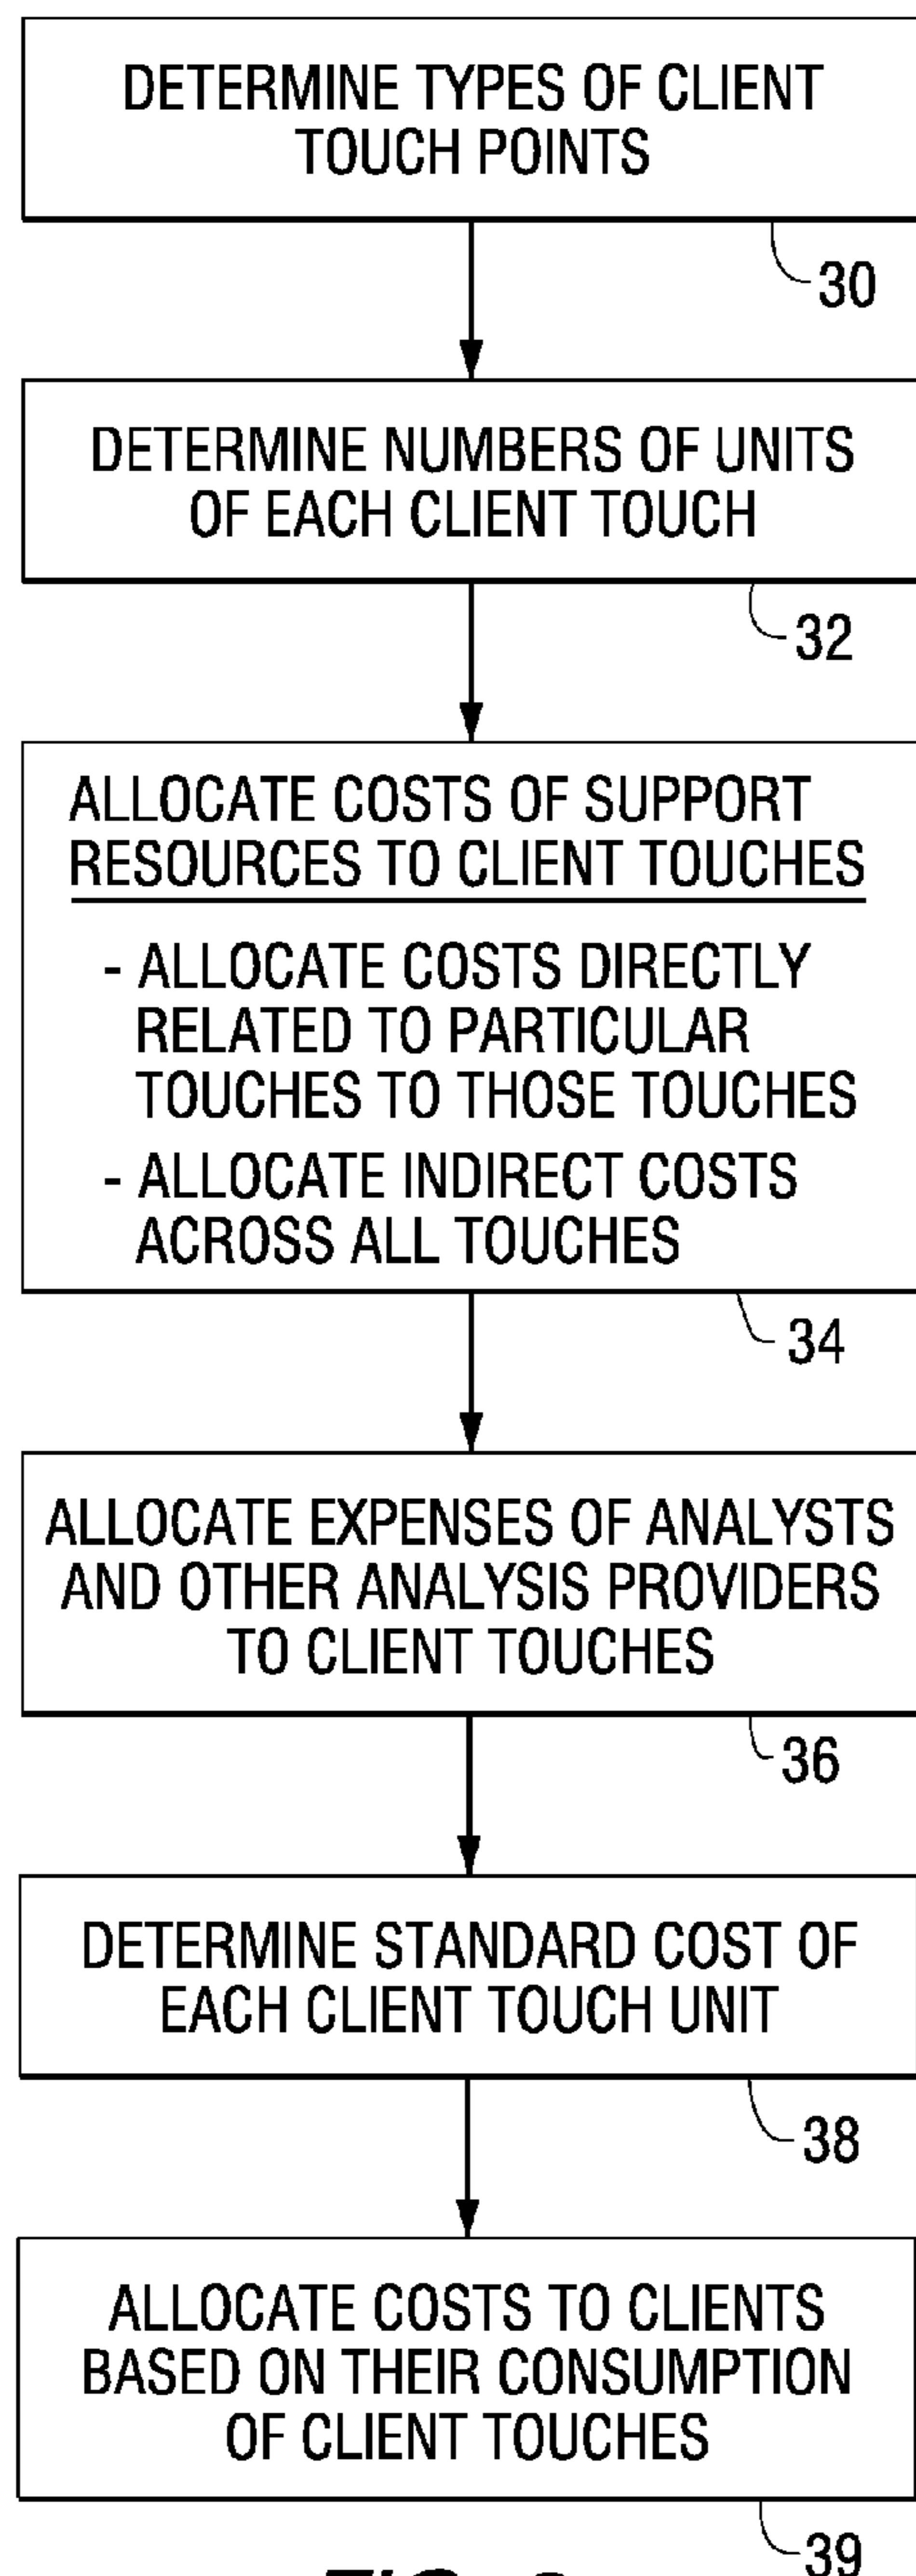 DETERMINE TYPES OF CLIENT
TOUCH POINTS
30
DETERMINE NUMBERS OF UNITS
OF EACH CLIENT TOUCH
32
ALLOCATE COSTS OF SUPPORT
RESOURCES TO CLIENT TOUCHES
- ALLOCATE COSTS DIRECTLY
RELATED TO PARTICULAR
TOUCHES TO THOSE TOUCHES
- ALLOCATE INDIRECT COSTS
ACROSS ALL TOUCHES
34
ALLOCATE EXPENSES OF ANALYSTS
AND OTHER ANALYSIS PROVIDERS
TO CLIENT TOUCHES
36
DETERMINE STANDARD COST OF
EACH CLIENT TOUCH UNIT
38
ALLOCATE COSTS TO CLIENTS
BASED ON THEIR CONSUMPTION
OF CLIENT TOUCHES
39